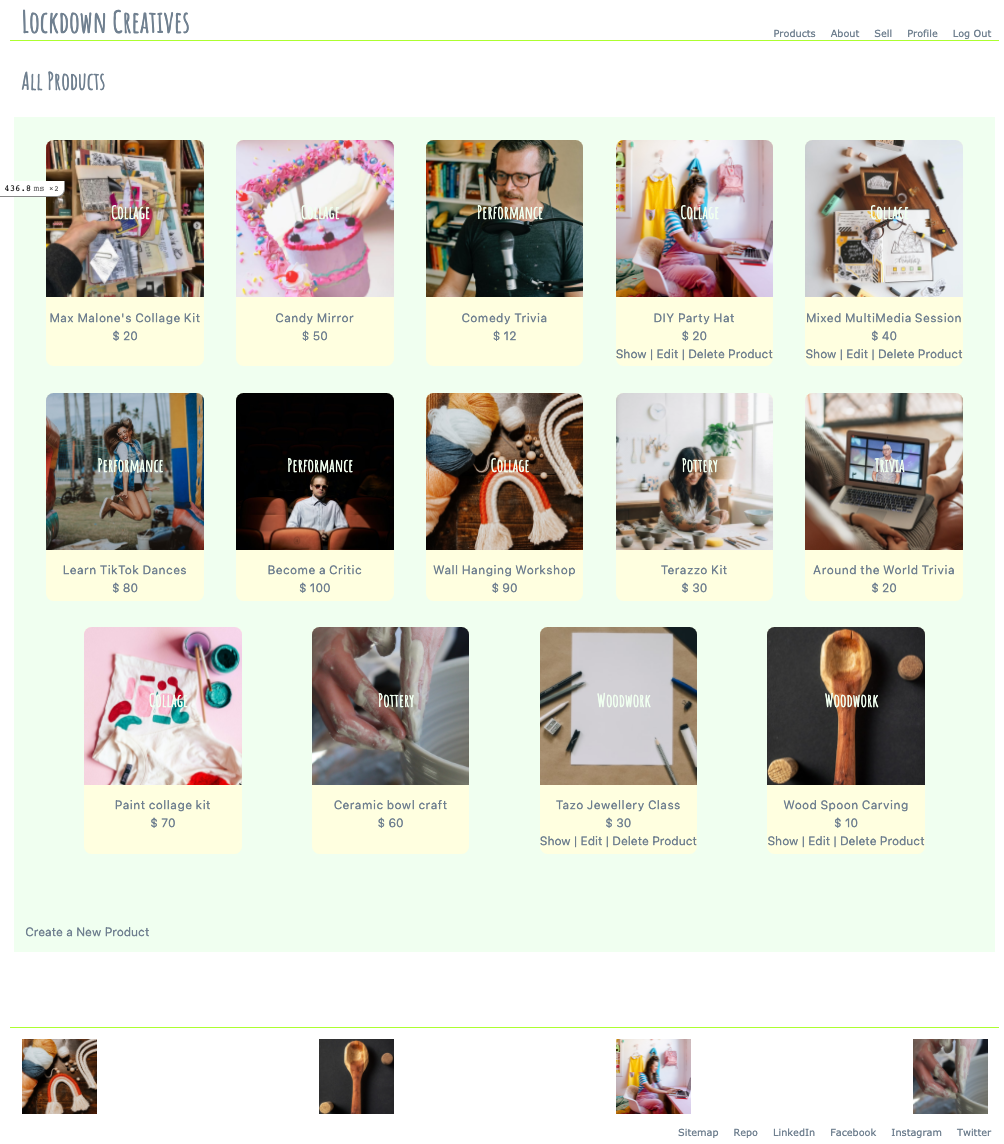 Lockdown Creatives
Products About Sell Profile Log Out
All Products
436.8 ms ×2
Collage
Collage
Performance
Collage
Collage
Max Malone's Collage Kit
$ 20
Candy Mirror
$ 50
Comedy Trivia
$ 12
DIY Party Hat
$ 20
Show | Edit | Delete Product
Mixed MultiMedia Session
$ 40
Show | Edit | Delete Product
Performance
Performance
Collage
Pottery
Trivia
Learn TikTok Dances
$ 80
Become a Critic
$ 100
Wall Hanging Workshop
$ 90
Terazzo Kit
$ 30
Around the World Trivia
$ 20
Collage
Pottery
Woodwork
Woodwork
Paint collage kit
$ 70
Ceramic bowl craft
$ 60
Tazo Jewellery Class
$ 30
Show | Edit | Delete Product
Wood Spoon Carving
$ 10
Show | Edit | Delete Product
Create a New Product
Sitemap Repo LinkedIn Facebook Instagram Twitter